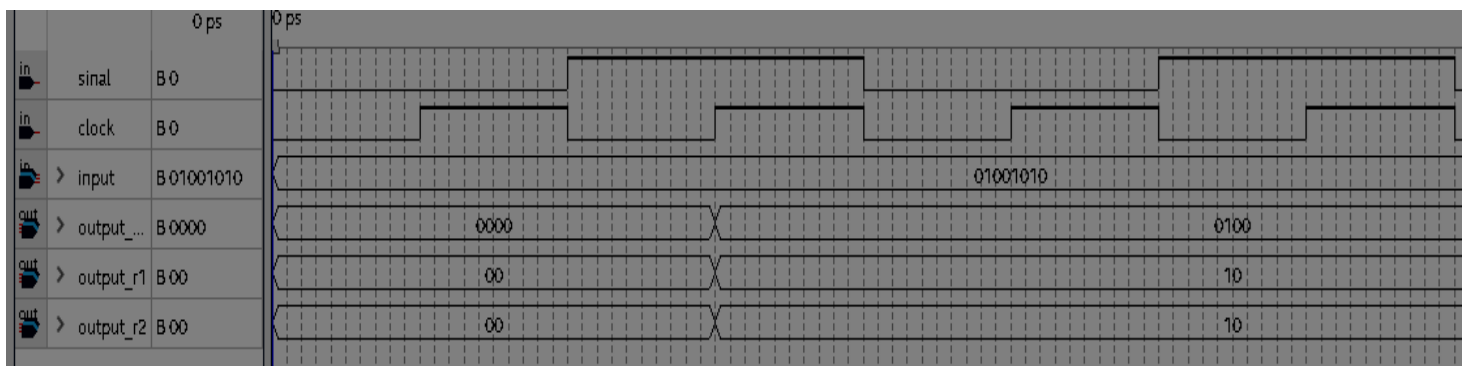 0 ps 0 ps
in sinal B 0
in clock B 0
in > input B 01001010 01001010
out > output_... B 0000 0000 0100
out > output_r1 B 00 00 10
out > output_r2 B 00 00 10